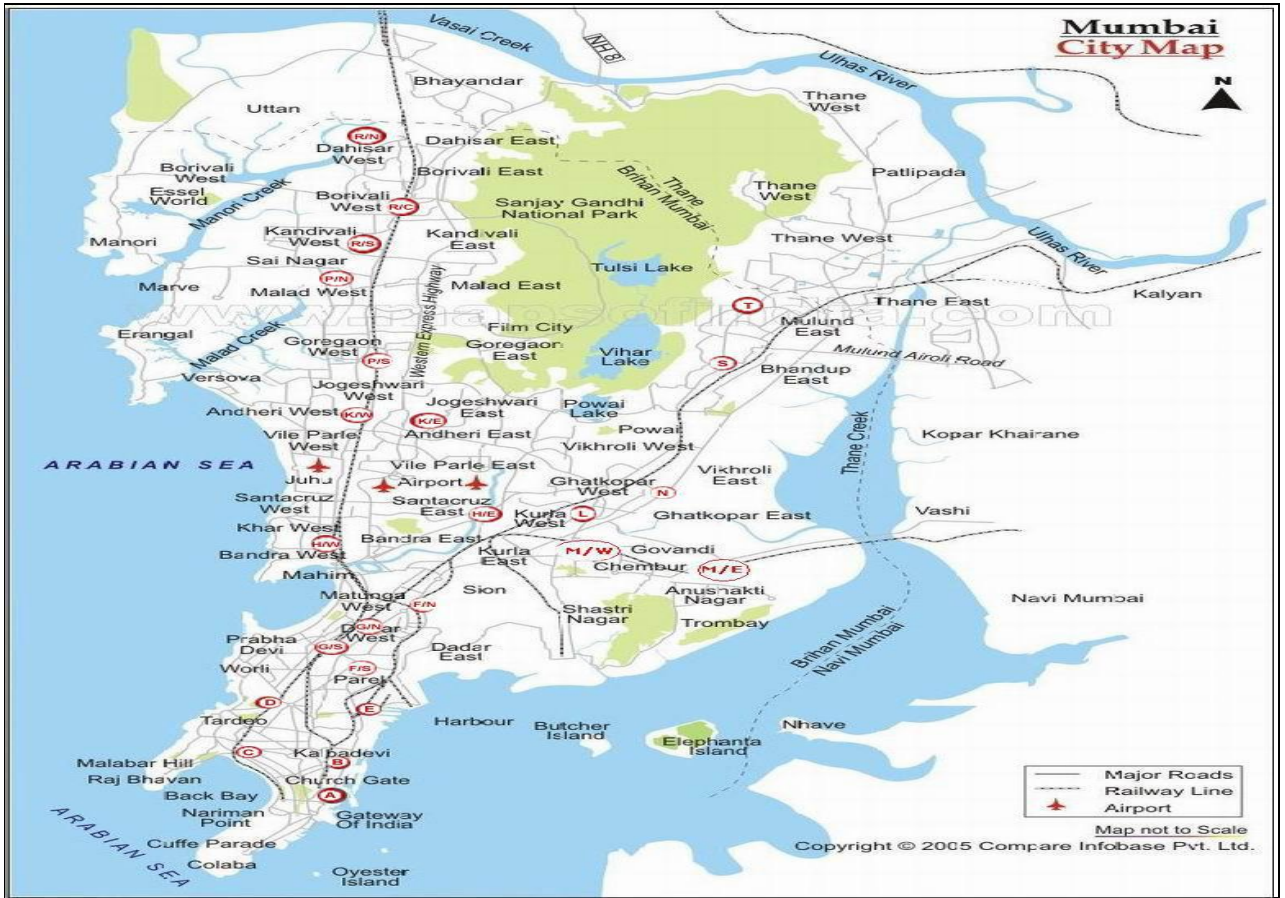 Mumbai
City Map
N
Vasai Creek
NH8
Ulhas River
Bhayandar
Thane
West
Uttan
R/N
Dahisar
West
Dahisar East
Borivali
West
Essel
World
Manori Creek
Borivali East
Patlipada
Thane
Brihan Mumbai
Thane
West
Borivali
West
R/C
Sanjay Gandhi
National Park
Manori
Kandivali
West
R/S
Kandivali
East
Thane West
Ulhas River
Sai Nagar
P/N
Tulsi Lake
Marve
Malad West
Malad East
Western Express Highway
Kalyan
T
Thane East
www.mapsofindia.com
Erangal
Malad Creek
Goregaon
West
Film City
Goregaon
East
Mulund
East
Vihar
Lake
Mulund Airoli Road
P/S
S
Bhandup
East
Versova
Jogeshwari
West
Jogeshwari
East
Powai
Lake
Andheri West
K/W
K/E
Andheri East
Powai
Thane Creek
Kopar Khairane
Vile Parle
West
Vikhroli West
ARABIAN SEA
Vile Parle East
Vikhroli
East
Juhu
Airport
Ghatkopar
West
N
Santacruz
West
Santacruz
East
H/E
Kurla
West
L
Ghatkopar East
Vashi
Khar West
H/W
Bandra East
Bandra West
Kurla
East
M/W
Govandi
Chembur
M/E
Mahim
Sion
Anushakti
Nagar
Matunga
West
F/N
Navi Mumbai
Shastri
Nagar
Trombay
G/N
Dadar
West
Prabha
Devi
G/S
Dadar
East
Brihan Mumbai
Navi Mumbai
Worli
F/S
Parel
D
E
Tardeo
Harbour
Butcher
Island
Elephanta
Island
Nhave
C
Kalbadevi
B
Malabar Hill
Raj Bhavan
Church Gate
Back Bay
A
Nariman
Point
Gateway
Of India
ARABIAN SEA
Cuffe Parade
Colaba
Oyester
Island
Major Roads
Railway Line
Airport
Map not to Scale
Copyright © 2005 Compare Infobase Pvt. Ltd.